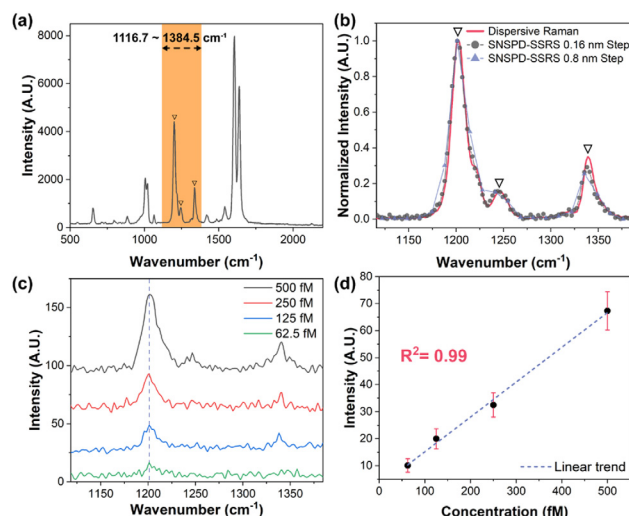 (a)
1116.7 ~ 1384.5 cm⁻¹
8000
6000
4000
2000
0
Intensity (A.U.)
500
1000
1500
2000
Wavenumber (cm⁻¹)
(b)
Dispersive Raman
SNSPD-SSRS 0.16 nm Step
SNSPD-SSRS 0.8 nm Step
1.0
0.8
0.6
0.4
0.2
0.0
Normalized Intensity (A.U.)
1150
1200
1250
1300
1350
Wavenumber (cm⁻¹)
(c)
500 fM
250 fM
125 fM
62.5 fM
150
100
50
0
Intensity (A.U.)
1150
1200
1250
1300
1350
Wavenumber (cm⁻¹)
(d)
80
70
60
50
40
30
20
10
Intensity (A.U.)
R²= 0.99
Linear trend
0
100
200
300
400
500
Concentration (fM)